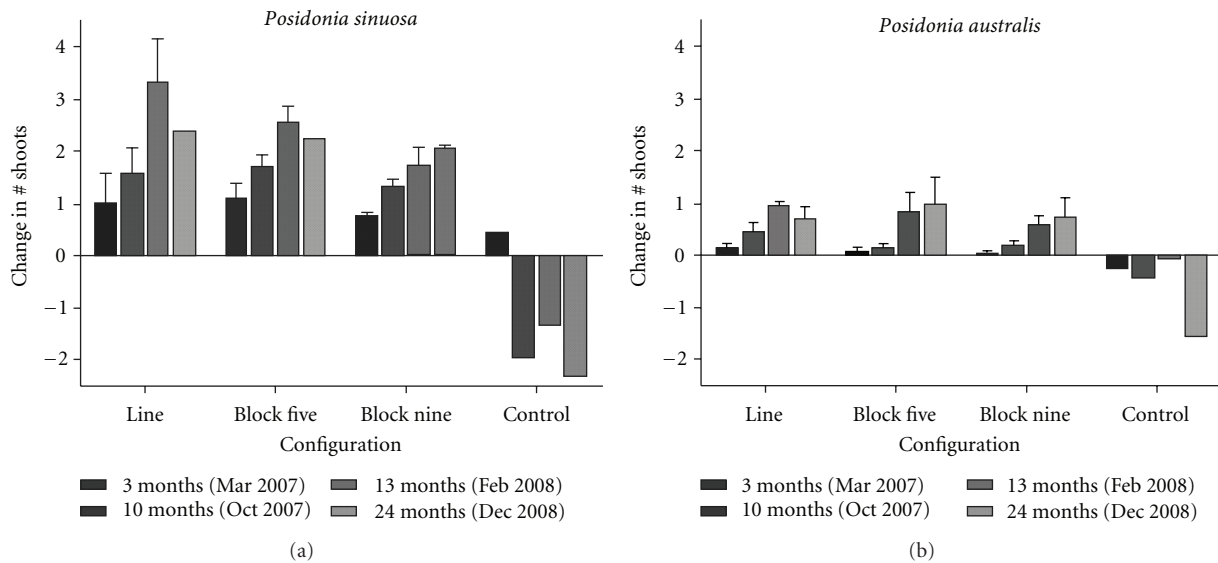 Posidonia sinuosa
4
3
2
1
0
−1
−2
Change in # shoots
Line Block five Block nine Control
Configuration
3 months (Mar 2007) 13 months (Feb 2008)
10 months (Oct 2007) 24 months (Dec 2008)
(a)
Posidonia australis
4
3
2
1
0
−1
−2
Change in # shoots
Line Block five Block nine Control
Configuration
3 months (Mar 2007) 13 months (Feb 2008)
10 months (Oct 2007) 24 months (Dec 2008)
(b)